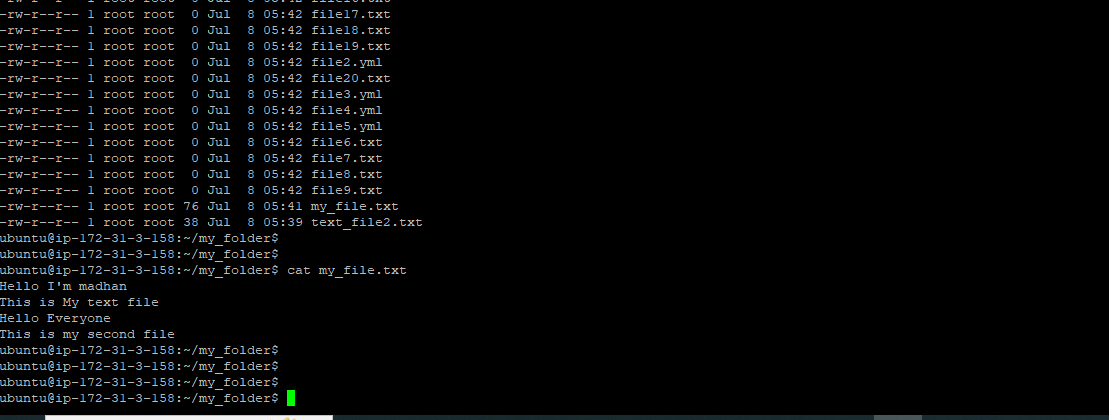 -rw-r--r-- 1 root root  0 Jul  8 05:42 file16.txt
-rw-r--r-- 1 root root  0 Jul  8 05:42 file17.txt
-rw-r--r-- 1 root root  0 Jul  8 05:42 file18.txt
-rw-r--r-- 1 root root  0 Jul  8 05:42 file19.txt
-rw-r--r-- 1 root root  0 Jul  8 05:42 file2.yml
-rw-r--r-- 1 root root  0 Jul  8 05:42 file20.txt
-rw-r--r-- 1 root root  0 Jul  8 05:42 file3.yml
-rw-r--r-- 1 root root  0 Jul  8 05:42 file4.yml
-rw-r--r-- 1 root root  0 Jul  8 05:42 file5.yml
-rw-r--r-- 1 root root  0 Jul  8 05:42 file6.txt
-rw-r--r-- 1 root root  0 Jul  8 05:42 file7.txt
-rw-r--r-- 1 root root  0 Jul  8 05:42 file8.txt
-rw-r--r-- 1 root root  0 Jul  8 05:42 file9.txt
-rw-r--r-- 1 root root 76 Jul  8 05:41 my_file.txt
-rw-r--r-- 1 root root 38 Jul  8 05:39 text_file2.txt
ubuntu@ip-172-31-3-158:~/my_folder$
ubuntu@ip-172-31-3-158:~/my_folder$
ubuntu@ip-172-31-3-158:~/my_folder$ cat my_file.txt
Hello I'm madhan
This is My text file
Hello Everyone
This is my second file
ubuntu@ip-172-31-3-158:~/my_folder$
ubuntu@ip-172-31-3-158:~/my_folder$
ubuntu@ip-172-31-3-158:~/my_folder$
ubuntu@ip-172-31-3-158:~/my_folder$